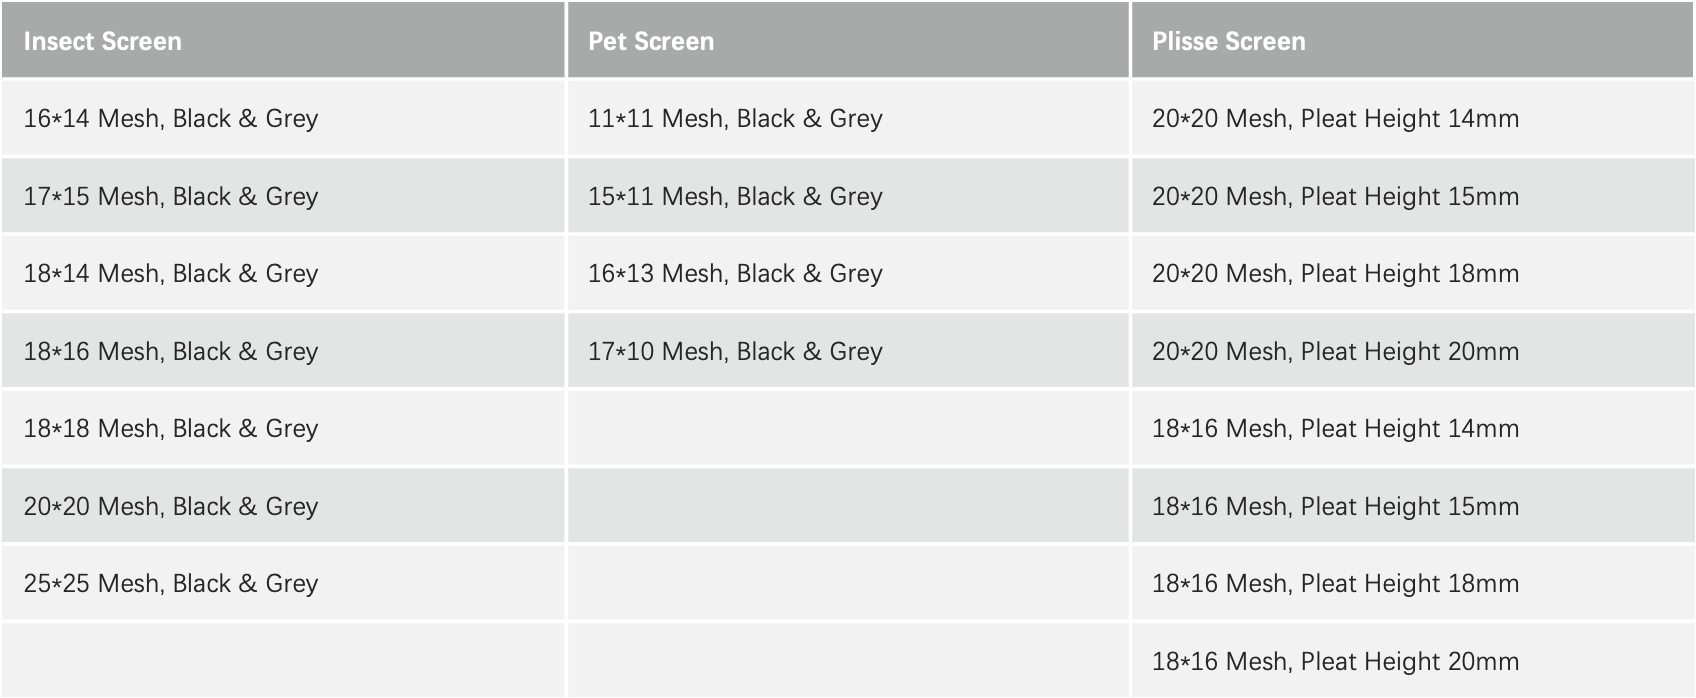 Insect Screen Pet Screen Plisse Screen
16*14 Mesh, Black & Grey 11*11 Mesh, Black & Grey 20*20 Mesh, Pleat Height 14mm
17*15 Mesh, Black & Grey 15*11 Mesh, Black & Grey 20*20 Mesh, Pleat Height 15mm
18*14 Mesh, Black & Grey 16*13 Mesh, Black & Grey 20*20 Mesh, Pleat Height 18mm
18*16 Mesh, Black & Grey 17*10 Mesh, Black & Grey 20*20 Mesh, Pleat Height 20mm
18*18 Mesh, Black & Grey 18*16 Mesh, Pleat Height 14mm
20*20 Mesh, Black & Grey 18*16 Mesh, Pleat Height 15mm
25*25 Mesh, Black & Grey 18*16 Mesh, Pleat Height 18mm
18*16 Mesh, Pleat Height 20mm